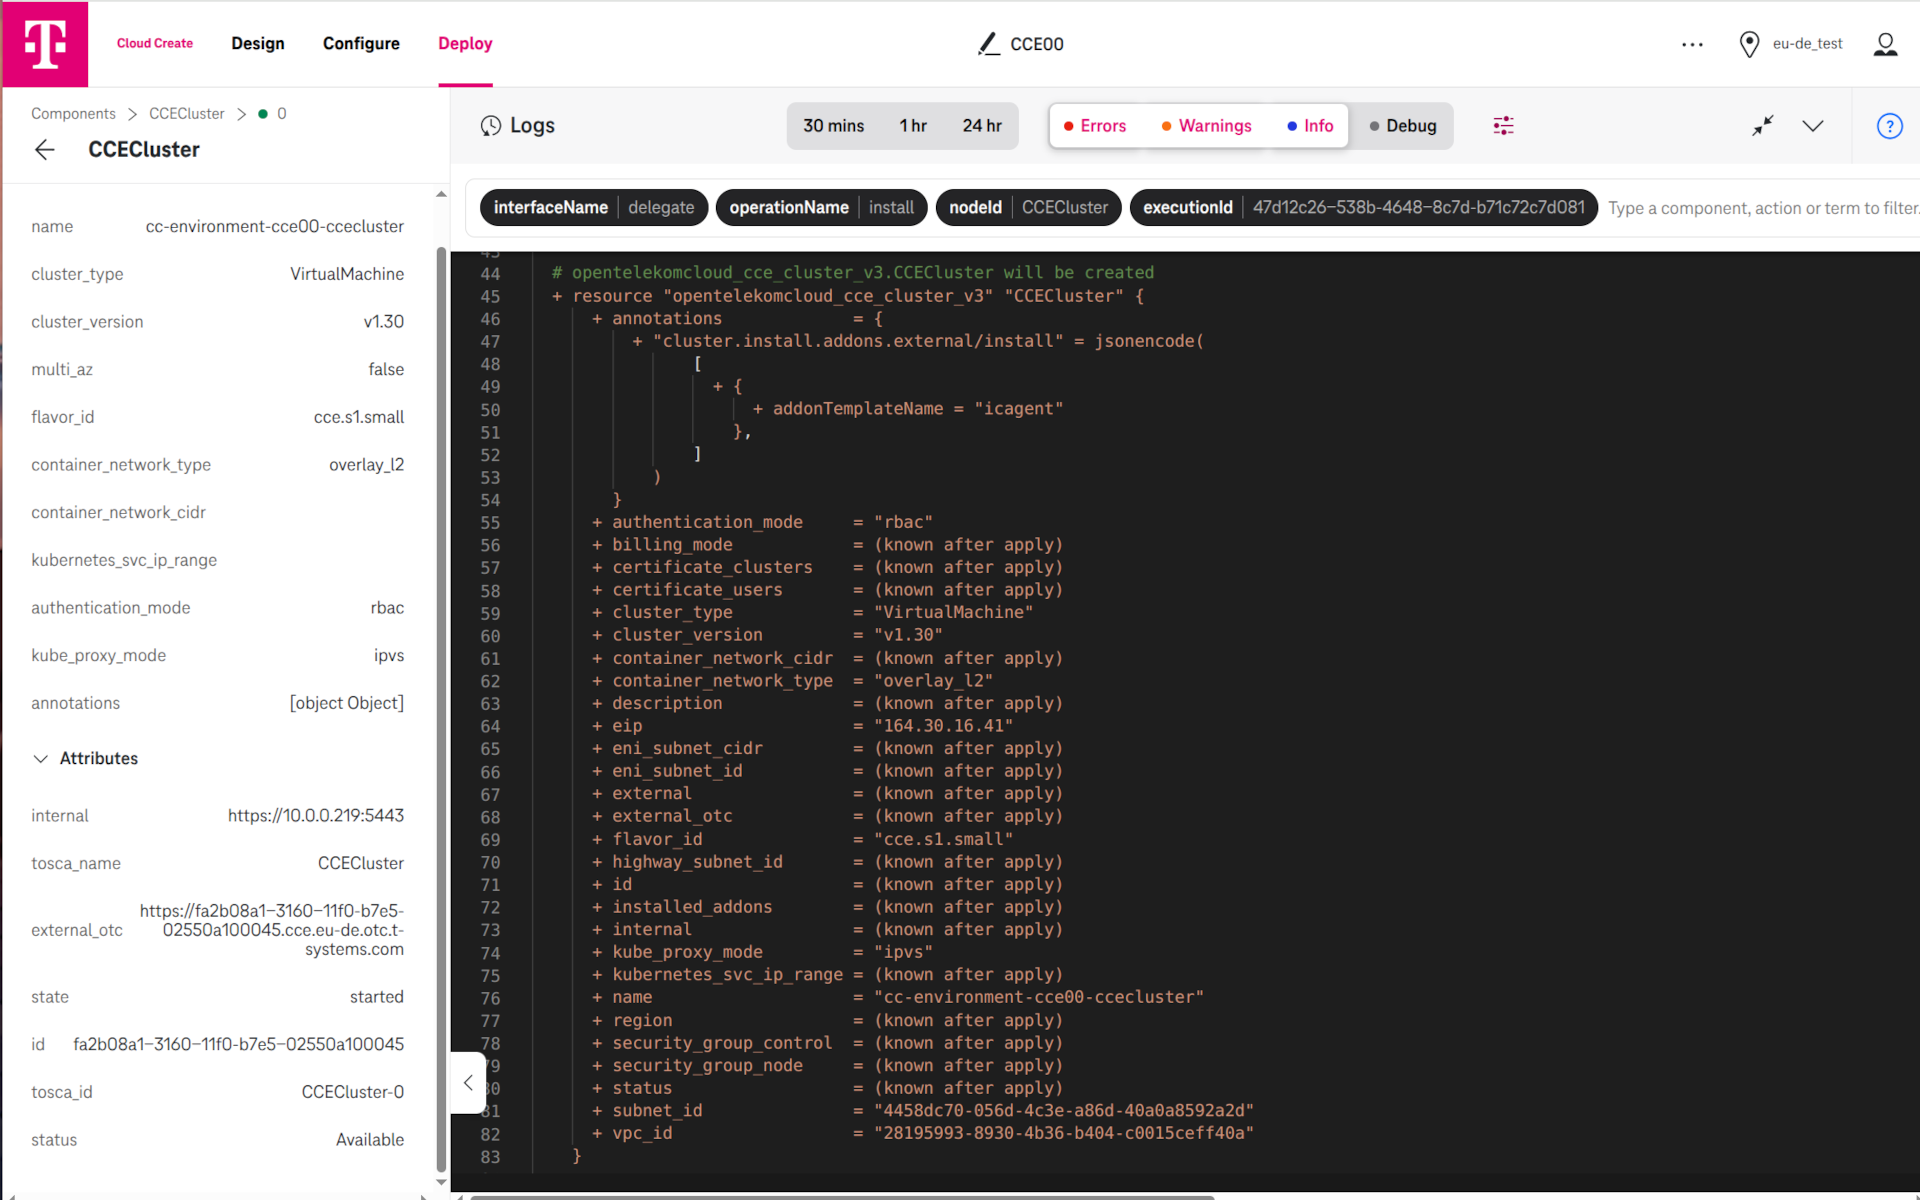 T
Cloud Create
Design
Configure
Deploy
CCE00
eu-de_test
Components > CCECluster > 0
CCECluster
name cc-environment-cce00-ccecluster
cluster_type VirtualMachine
cluster_version v1.30
multi_az false
flavor_id cce.s1.small
container_network_type overlay_l2
container_network_cidr
kubernetes_svc_ip_range
authentication_mode rbac
kube_proxy_mode ipvs
annotations [object Object]
Attributes
internal https://10.0.0.219:5443
tosca_name CCECluster
external_otc https://fa2b08a1-3160-11f0-b7e5-
02550a100045.cce.eu-de.otc.t-
systems.com
state started
id fa2b08a1-3160-11f0-b7e5-02550a100045
tosca_id CCECluster-0
status Available
Logs
30 mins 1 hr 24 hr
Errors Warnings Info Debug
?
interfaceName delegate
operationName install
nodeId CCECluster
executionId 47d12c26-538b-4648-8c7d-b71c72c7d081
Type a component, action or term to filter.
44 # opentelekomcloud_cce_cluster_v3.CCECluster will be created
45 + resource "opentelekomcloud_cce_cluster_v3" "CCECluster" {
46 + annotations = {
47 + "cluster.install.addons.external/install" = jsonencode(
48 [
49 + {
50 + addonTemplateName = "icagent"
51 },
52 ]
53 )
54 }
55 + authentication_mode = "rbac"
56 + billing_mode = (known after apply)
57 + certificate_clusters = (known after apply)
58 + certificate_users = (known after apply)
59 + cluster_type = "VirtualMachine"
60 + cluster_version = "v1.30"
61 + container_network_cidr = (known after apply)
62 + container_network_type = "overlay_l2"
63 + description = (known after apply)
64 + eip = "164.30.16.41"
65 + eni_subnet_cidr = (known after apply)
66 + eni_subnet_id = (known after apply)
67 + external = (known after apply)
68 + external_otc = (known after apply)
69 + flavor_id = "cce.s1.small"
70 + highway_subnet_id = (known after apply)
71 + id = (known after apply)
72 + installed_addons = (known after apply)
73 + internal = (known after apply)
74 + kube_proxy_mode = "ipvs"
75 + kubernetes_svc_ip_range = (known after apply)
76 + name = "cc-environment-cce00-ccecluster"
77 + region = (known after apply)
78 + security_group_control = (known after apply)
+ security_group_node = (known after apply)
+ status = (known after apply)
+ subnet_id = "4458dc70-056d-4c3e-a86d-40a0a8592a2d"
82 + vpc_id = "28195993-8930-4b36-b404-c0015ceff40a"
83 }